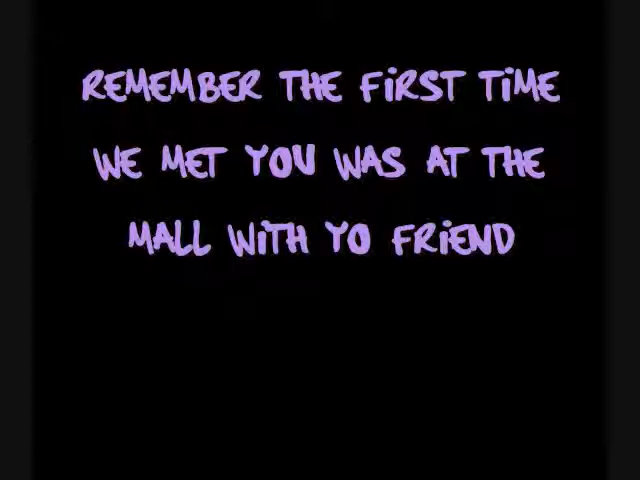 REMEMBER THE FiRST TiME
WE MET YOU WAS AT THE
MALL WiTH YO FRiEND